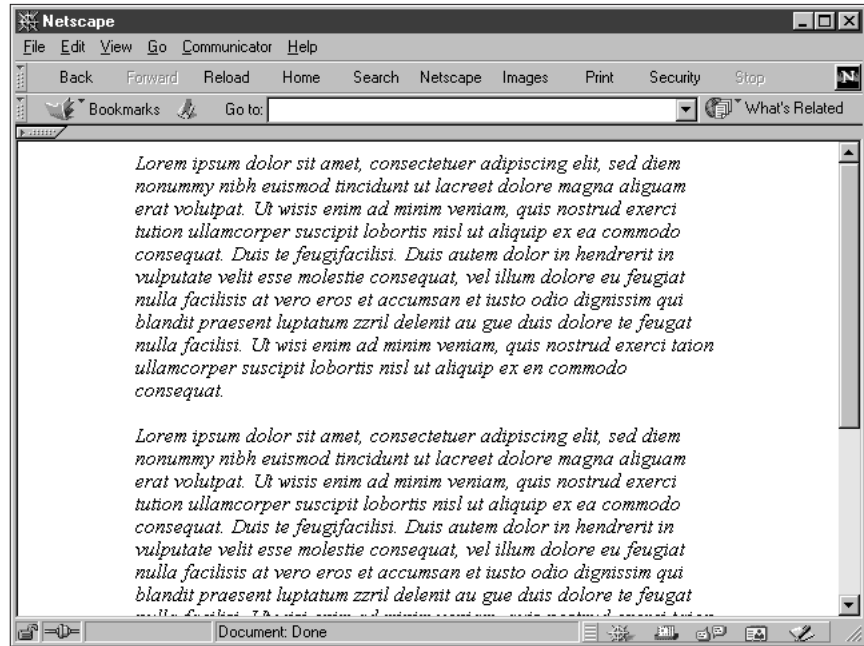 Netscape
File Edit View Go Communicator Help
Back Forward Reload Home Search Netscape Images Print Security Stop N
Bookmarks Go to: What's Related
Lorem ipsum dolor sit amet, consectetuer adipiscing elit, sed diem
nonummy nibh euismod tincidunt ut lacreet dolore magna aliguam
erat volutpat. Ut wisis enim ad minim veniam, quis nostrud exerci
tution ullamcorper suscipit lobortis nisl ut aliquip ex ea commodo
consequat. Duis te feugifacilisi. Duis autem dolor in hendrerit in
vulputate velit esse molestie consequat, vel illum dolore eu feugiat
nulla facilisis at vero eros et accumsan et iusto odio dignissim qui
blandit praesent luptatum zzril delenit au gue duis dolore te feugat
nulla facilisi. Ut wisi enim ad minim veniam, quis nostrud exerci taion
ullamcorper suscipit lobortis nisl ut aliquip ex en commodo
consequat.
Lorem ipsum dolor sit amet, consectetuer adipiscing elit, sed diem
nonummy nibh euismod tincidunt ut lacreet dolore magna aliguam
erat volutpat. Ut wisis enim ad minim veniam, quis nostrud exerci
tution ullamcorper suscipit lobortis nisl ut aliquip ex ea commodo
consequat. Duis te feugifacilisi. Duis autem dolor in hendrerit in
vulputate velit esse molestie consequat, vel illum dolore eu feugiat
nulla facilisis at vero eros et accumsan et iusto odio dignissim qui
blandit praesent luptatum zzril delenit au gue duis dolore te feugat
Document: Done